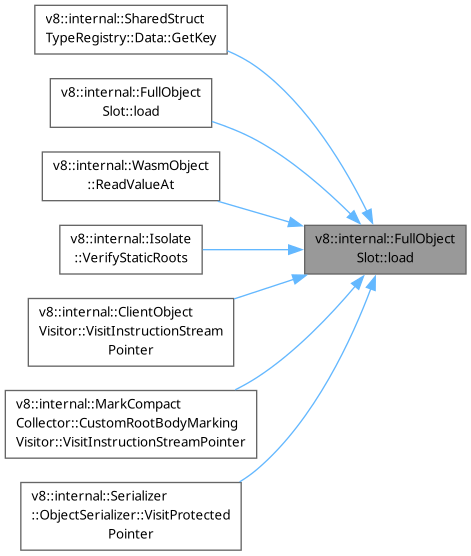 v8::internal::SharedStruct
TypeRegistry::Data::GetKey
v8::internal::FullObject
Slot::load
v8::internal::WasmObject
::ReadValueAt
v8::internal::Isolate
::VerifyStaticRoots
v8::internal::FullObject
Slot::load
v8::internal::ClientObject
Visitor::VisitInstructionStream
Pointer
v8::internal::MarkCompact
Collector::CustomRootBodyMarking
Visitor::VisitInstructionStreamPointer
v8::internal::Serializer
::ObjectSerializer::VisitProtected
Pointer